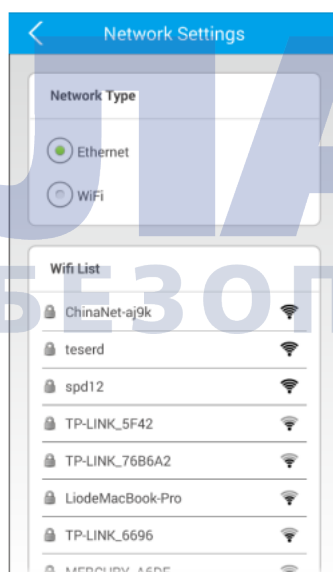 Network Settings
Network Type
Ethernet
WiFi
Wifi List
ChinaNet-aj9k
teserd
spd12
TP-LINK_5F42
TP-LINK_76B6A2
LiodeMacBook-Pro
TP-LINK_6696